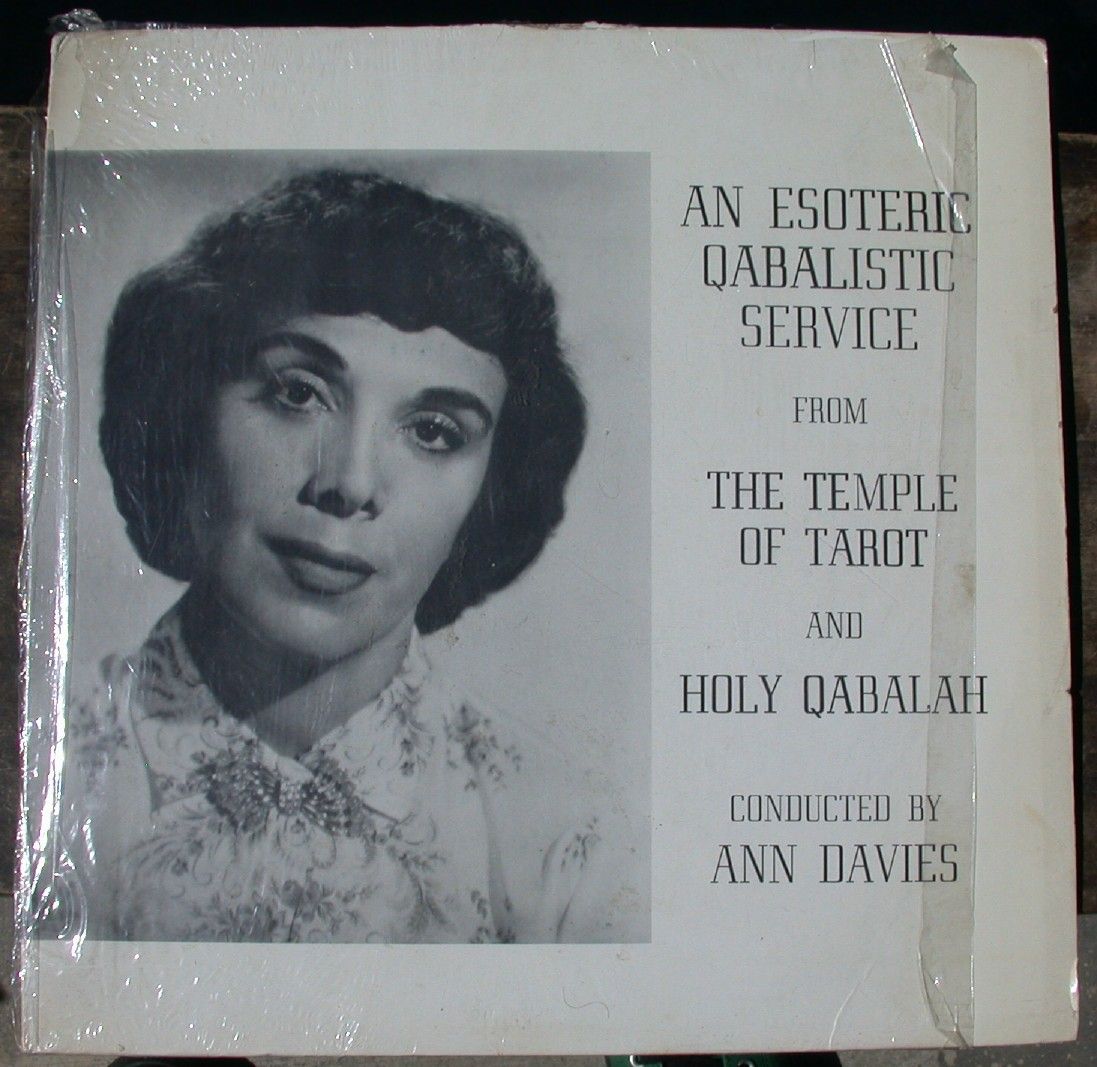 AN ESOTERIC
QABALISTIC
SERVICE
FROM
THE TEMPLE
OF TAROT
AND
HOLY QABALAH
CONDUCTED BY
ANN DAVIES